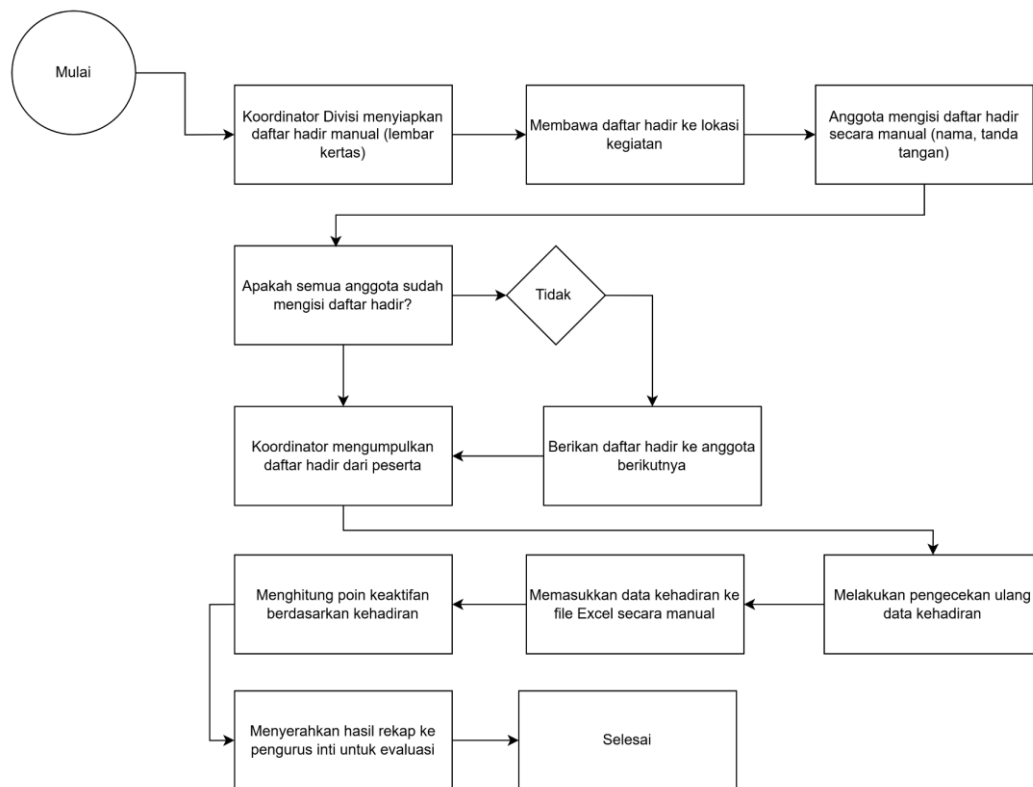 Mulai
Koordinator Divisi menyiapkan
daftar hadir manual (lembar
kertas)
Membawa daftar hadir ke lokasi
kegiatan
Anggota mengisi daftar hadir
secara manual (nama, tanda
tangan)
Apakah semua anggota sudah
mengisi daftar hadir?
Tidak
Koordinator mengumpulkan
daftar hadir dari peserta
Berikan daftar hadir ke anggota
berikutnya
Menghitung poin keaktifan
berdasarkan kehadiran
Memasukkan data kehadiran ke
file Excel secara manual
Melakukan pengecekan ulang
data kehadiran
Menyerahkan hasil rekap ke
pengurus inti untuk evaluasi
Selesai